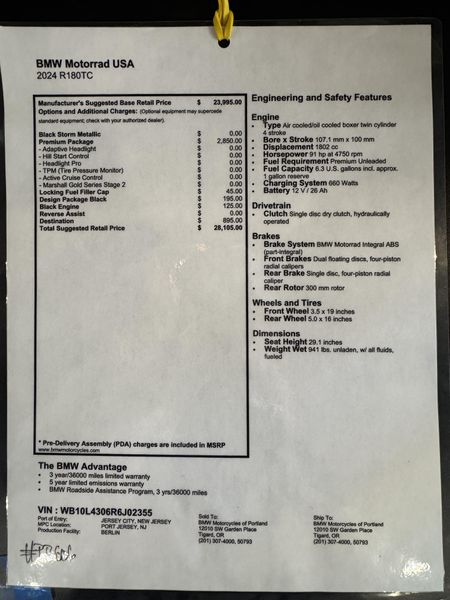 BMW Motorrad USA
2024 R180TC
Manufacturer's Suggested Base Retail Price $ 23,995.00
Options and Additional Charges: (Optional equipment may supercede
standard equipment; check with your authorized dealer).
Black Storm Metallic $ 0.00
Premium Package $ 2,850.00
- Adaptive Headlight $ 0.00
- Hill Start Control $ 0.00
- Headlight Pro $ 0.00
- TPM (Tire Pressure Monitor) $ 0.00
- Active Cruise Control $ 0.00
- Marshall Gold Series Stage 2 $ 0.00
Locking Fuel Filler Cap $ 45.00
Design Package Black $ 195.00
Black Engine $ 125.00
Reverse Assist $ 0.00
Destination $ 895.00
Total Suggested Retail Price $ 28,105.00
* Pre-Delivery Assembly (PDA) charges are included in MSRP
www.bmwmotorcycles.com
Engineering and Safety Features
Engine
• Type Air cooled/oil cooled boxer twin cylinder
4 stroke
• Bore x Stroke 107.1 mm x 100 mm
• Displacement 1802 cc
• Horsepower 91 hp at 4750 rpm
• Fuel Requirement Premium Unleaded
• Fuel Capacity 6.3 U.S. gallons incl. approx.
1 gallon reserve
• Charging System 660 Watts
• Battery 12 V / 26 Ah
Drivetrain
• Clutch Single disc dry clutch, hydraulically
operated
Brakes
• Brake System BMW Motorrad Integral ABS
(part-integral)
• Front Brakes Dual floating discs, four-piston
radial calipers
• Rear Brake Single disc, four-piston radial
caliper
• Rear Rotor 300 mm rotor
Wheels and Tires
• Front Wheel 3.5 x 19 inches
• Rear Wheel 5.0 x 16 inches
Dimensions
• Seat Height 29.1 inches
• Weight Wet 941 lbs. unladen, w/ all fluids,
fueled
The BMW Advantage
• 3 year/36000 miles limited warranty
• 5 year limited emissions warranty
• BMW Roadside Assistance Program, 3 yrs/36000 miles
VIN : WB10L4306R6J02355
Port of Entry: JERSEY CITY, NEW JERSEY
MPC Location: PORT JERSEY, NJ
Production Facility: BERLIN
Sold To:
BMW Motorcycles of Portland
12010 SW Garden Place
Tigard, OR
(201) 307-4000, 50793
Ship To:
BMW Motorcycles of Portland
12010 SW Garden Place
Tigard, OR
(201) 307-4000, 50793